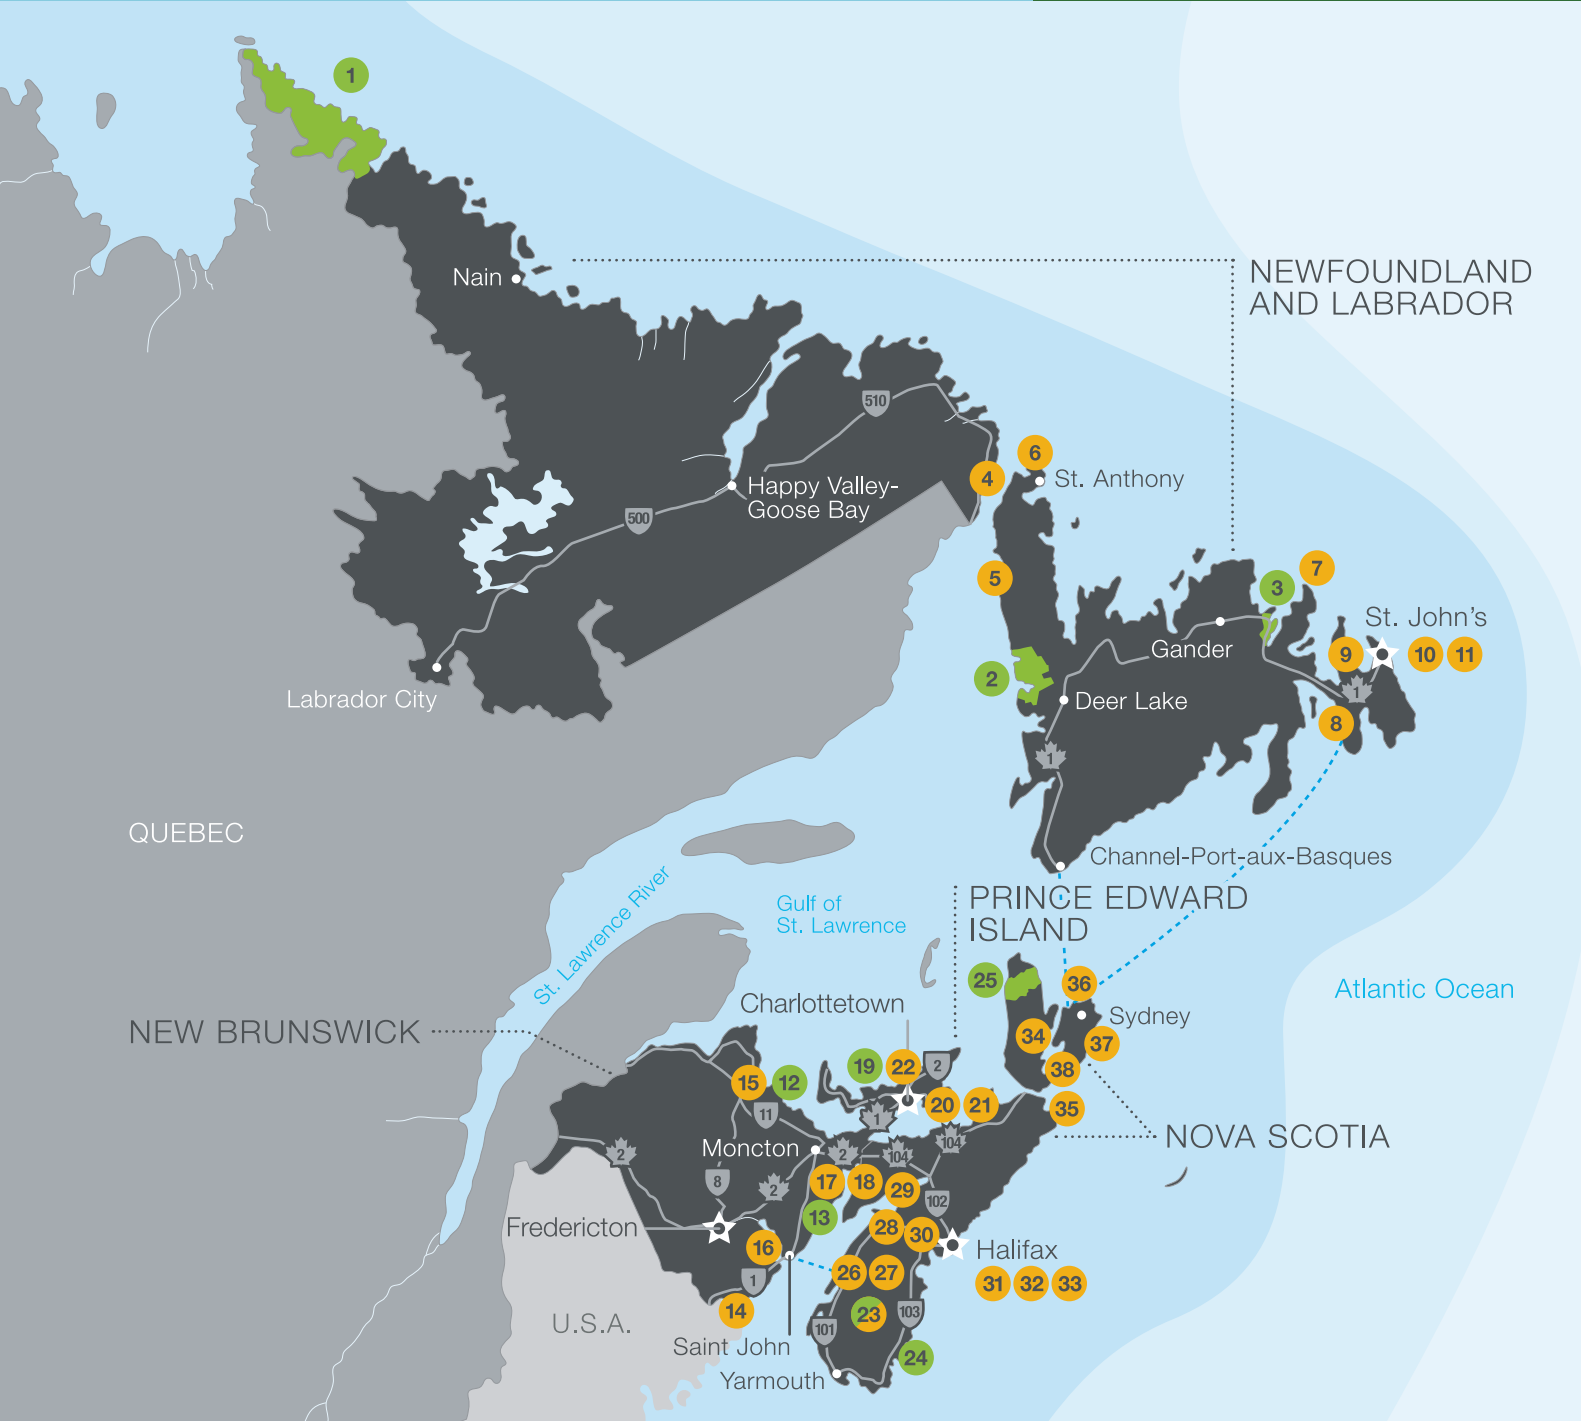 1
Nain
NEWFOUNDLAND
AND LABRADOR
510
6
4
St. Anthony
Happy Valley-
Goose Bay
500
5
7
3
St. John's
Gander
9
10
11
2
1
Labrador City
Deer Lake
8
1
QUEBEC
Channel-Port-aux-Basques
St. Lawrence River
Gulf of
St. Lawrence
PRINCE EDWARD
ISLAND
25
36
Atlantic Ocean
Charlottetown
Sydney
NEW BRUNSWICK
34
37
19
22
2
38
15
12
20
21
35
11
1
104
NOVA SCOTIA
Moncton
2
2
104
8
2
17
18
29
102
13
Fredericton
28
30
16
Halifax
26
27
31
32
33
1
14
23
103
101
U.S.A.
Saint John
24
Yarmouth